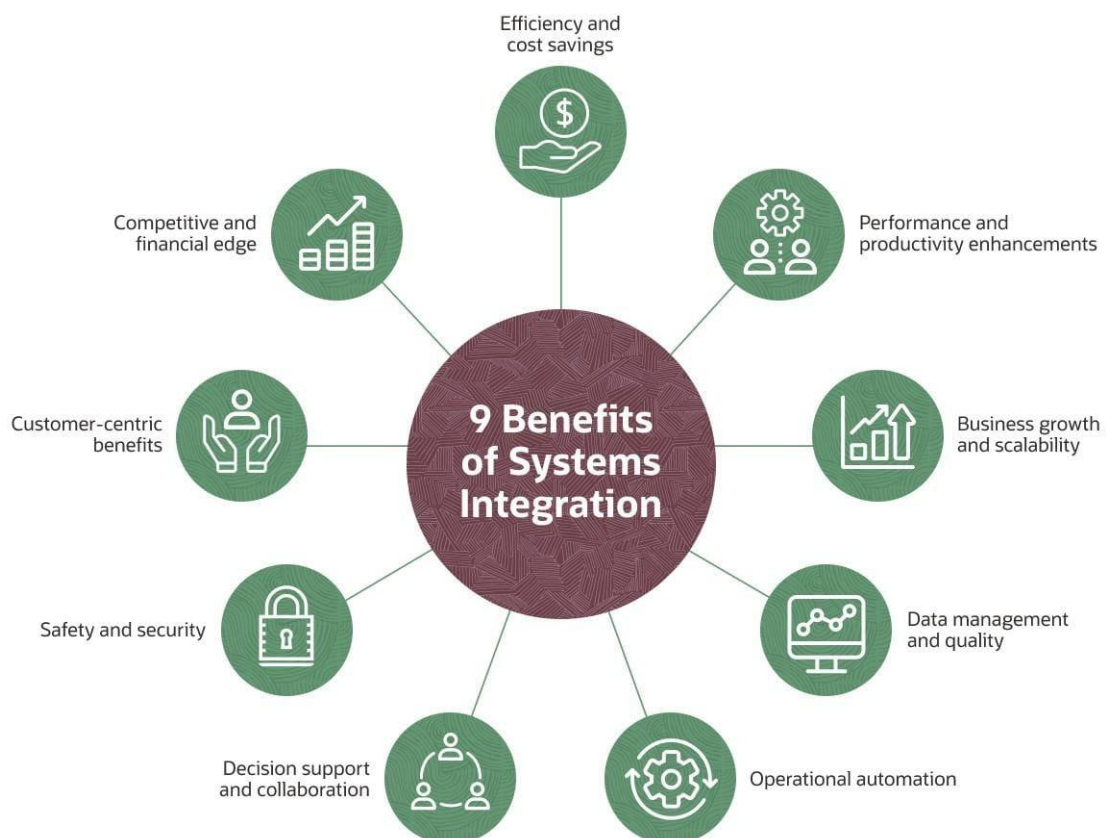 Efficiency and
cost savings
Performance and
productivity enhancements
Business growth
and scalability
Data management
and quality
Operational automation
Decision support
and collaboration
Safety and security
Customer-centric
benefits
Competitive and
financial edge
9 Benefits
of Systems
Integration
$